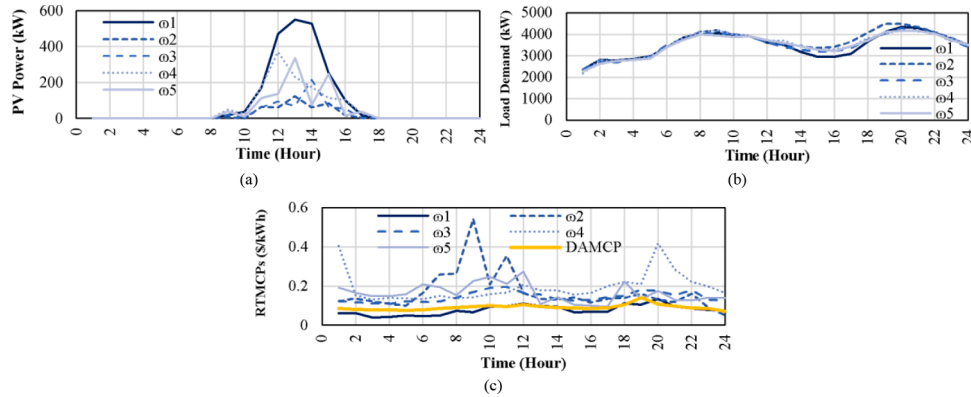 PV Power (kW)
600
400
200
0
ω1
ω2
ω3
ω4
ω5
0 2 4 6 8 10 12 14 16 18 20 22 24
Time (Hour)
(a)
Load Demand (kW)
5000
4000
3000
2000
1000
0
ω1
ω2
ω3
ω4
ω5
0 2 4 6 8 10 12 14 16 18 20 22 24
Time (Hour)
(b)
RTMCPs ($/kWh)
0.6
0.4
0.2
0
ω1 ω2
ω3 ω4
ω5 DAMCP
0 2 4 6 8 10 12 14 16 18 20 22 24
Time (Hour)
(c)